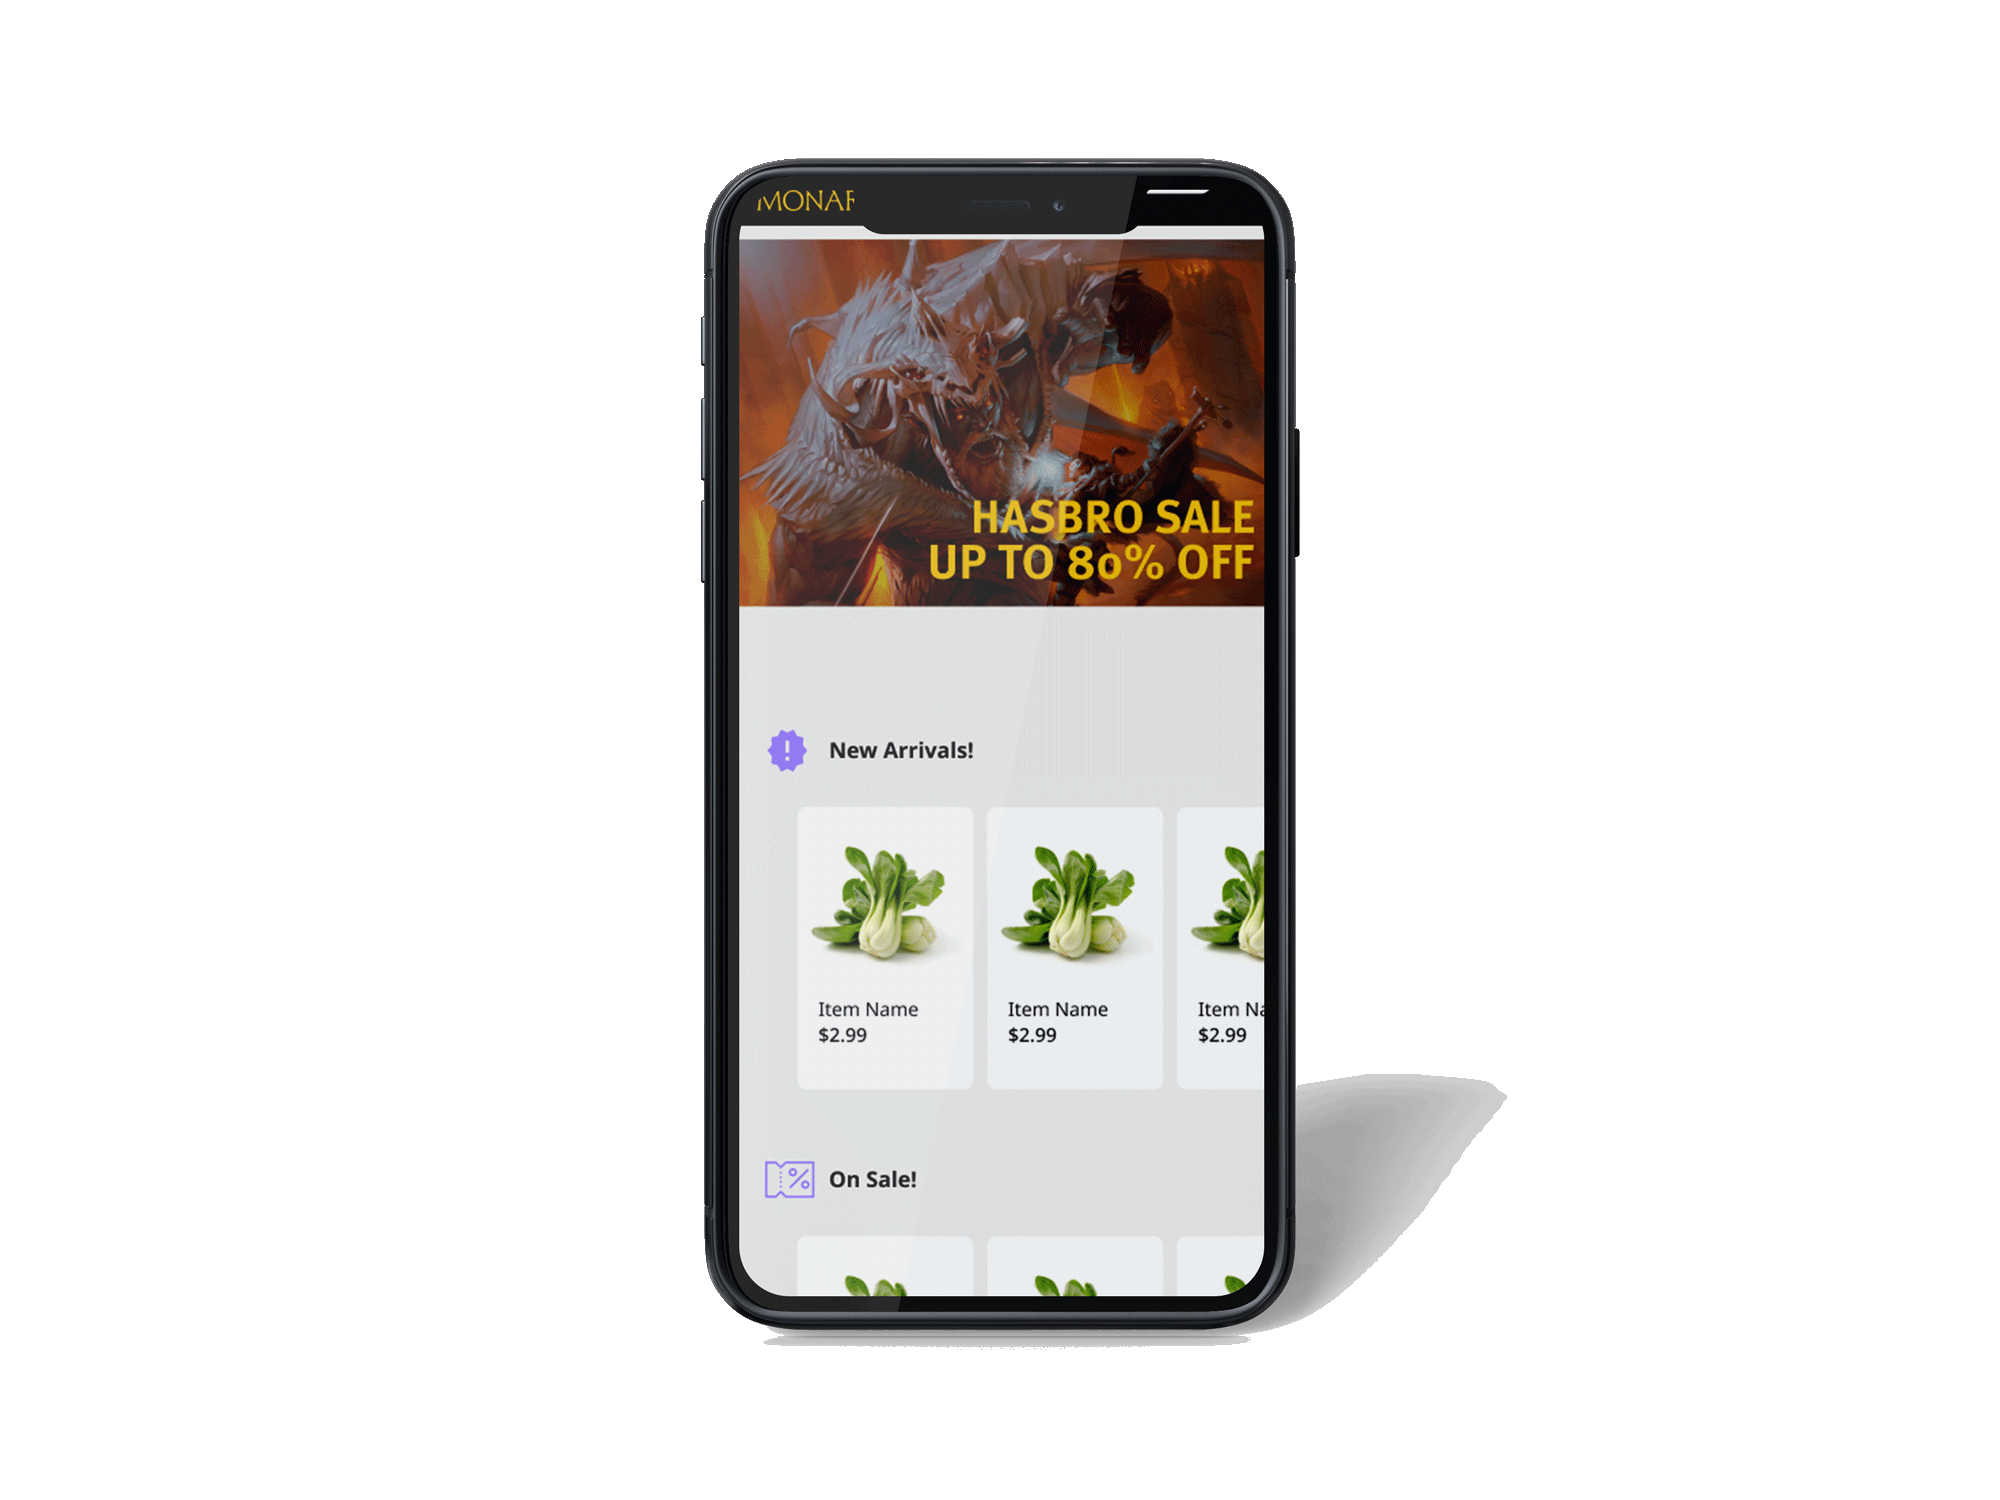 MONAR
HASBRO SALE
UP TO 80% OFF
New Arrivals!
Item Name
$2.99
Item Name
$2.99
Item Na
$2.99
On Sale!